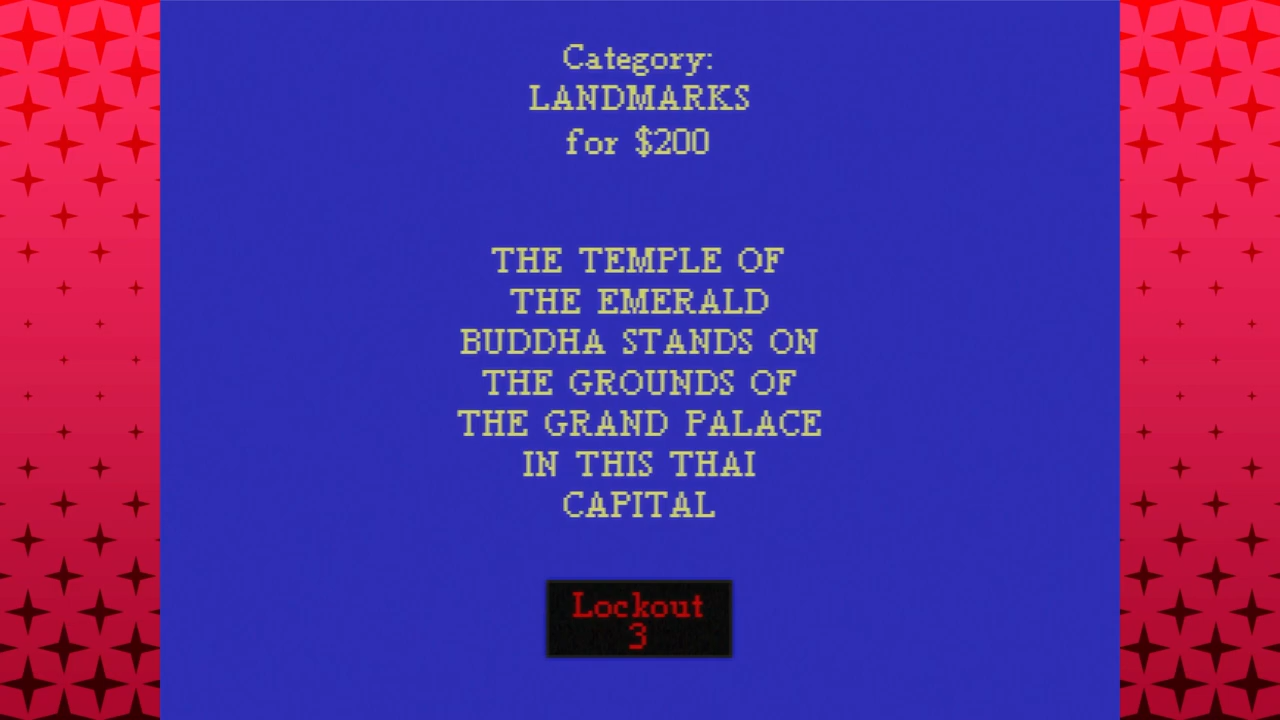 Category:
LANDMARKS
for $200
THE TEMPLE OF
THE EMERALD
BUDDHA STANDS ON
THE GROUNDS OF
THE GRAND PALACE
IN THIS THAI
CAPITAL
Lockout
3